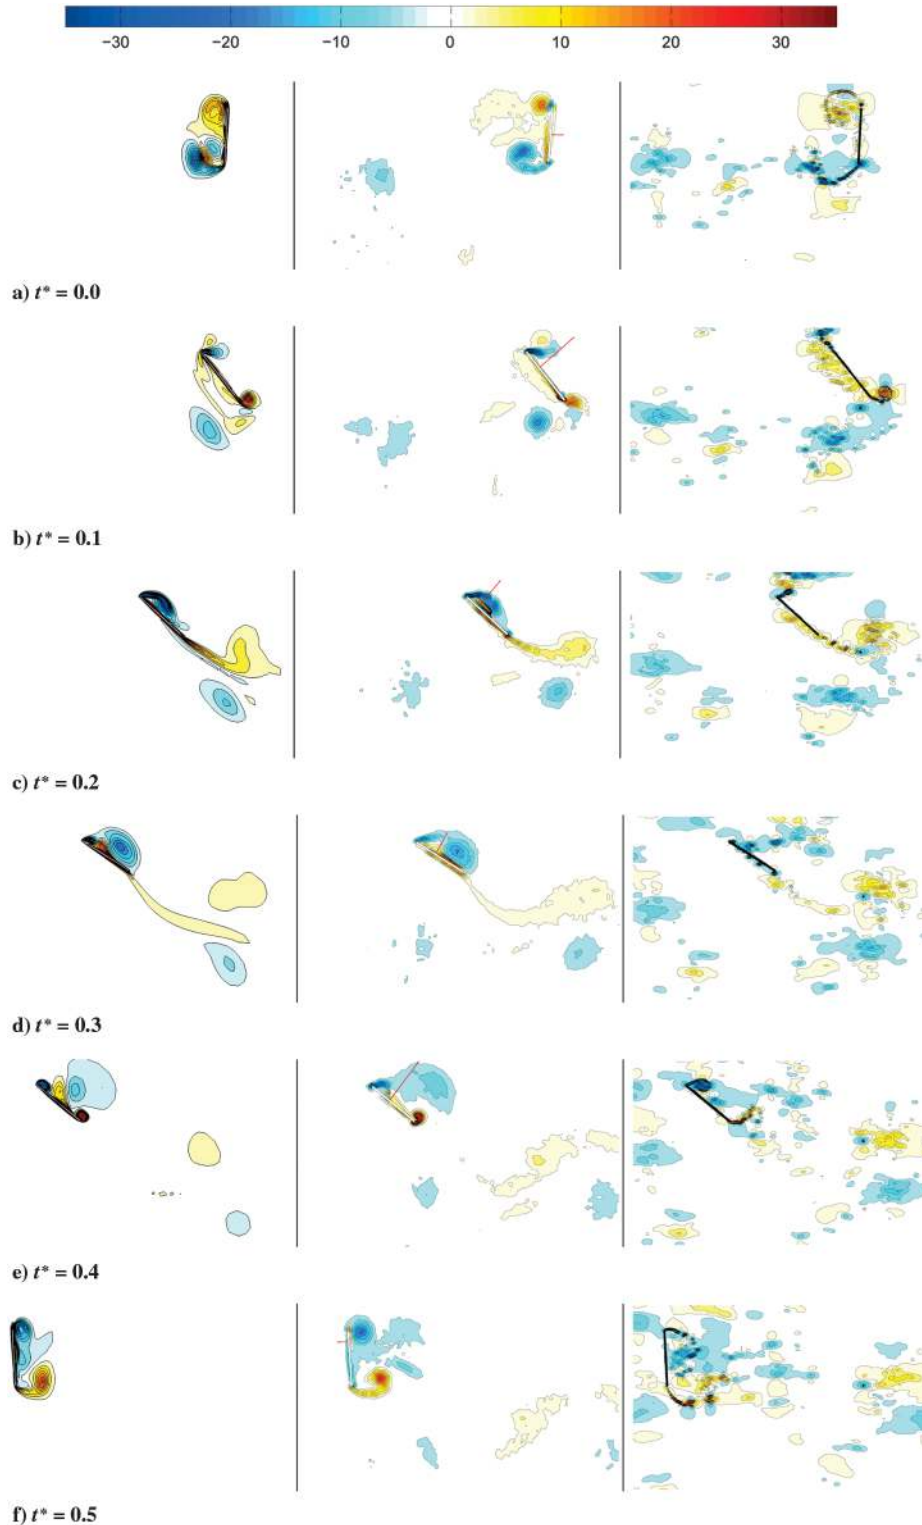 −30 −20 −10 0 10 20 30
a) t* = 0.0
b) t* = 0.1
c) t* = 0.2
d) t* = 0.3
e) t* = 0.4
f) t* = 0.5